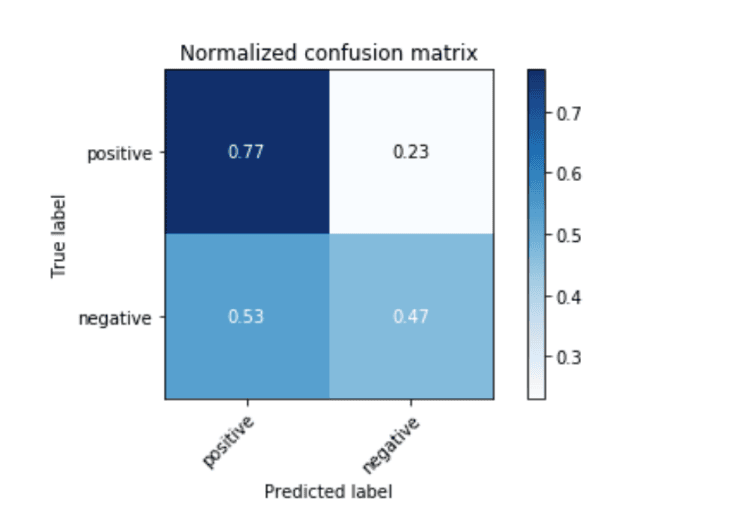 Normalized confusion matrix
positive
0.77
0.23
0.7
0.6
0.5
0.4
0.3
True label
negative
0.53
0.47
positive
negative
Predicted label